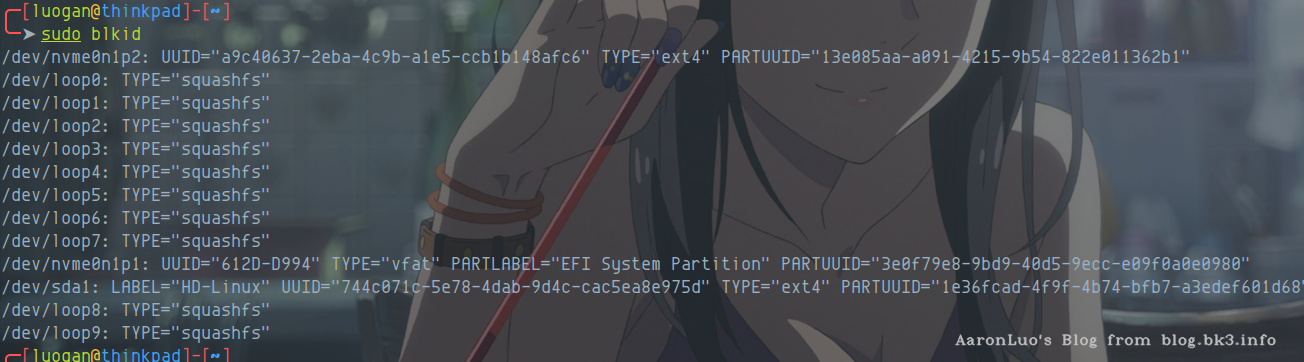 [luogan@thinkpad]-[~]
➤ sudo blkid
/dev/nvme0n1p2: UUID="a9c40637-2eba-4c9b-a1e5-ccb1b148afc6" TYPE="ext4" PARTUUID="13e085aa-a091-4215-9b54-822e011362b1"
/dev/loop0: TYPE="squashfs"
/dev/loop1: TYPE="squashfs"
/dev/loop2: TYPE="squashfs"
/dev/loop3: TYPE="squashfs"
/dev/loop4: TYPE="squashfs"
/dev/loop5: TYPE="squashfs"
/dev/loop6: TYPE="squashfs"
/dev/loop7: TYPE="squashfs"
/dev/nvme0n1p1: UUID="612D-D994" TYPE="vfat" PARTLABEL="EFI System Partition" PARTUUID="3e0f79e8-9bd9-40d5-9ecc-e09f0a0e0980"
/dev/sda1: LABEL="HD-Linux" UUID="744c071c-5e78-4dab-9d4c-cac5ea8e975d" TYPE="ext4" PARTUUID="1e36fcad-4f9f-4b74-bfb7-a3edef601d68"
/dev/loop8: TYPE="squashfs"
/dev/loop9: TYPE="squashfs"
[luogan@thinkpad]-[~]
AaronLuo's Blog from blog.bk3.info